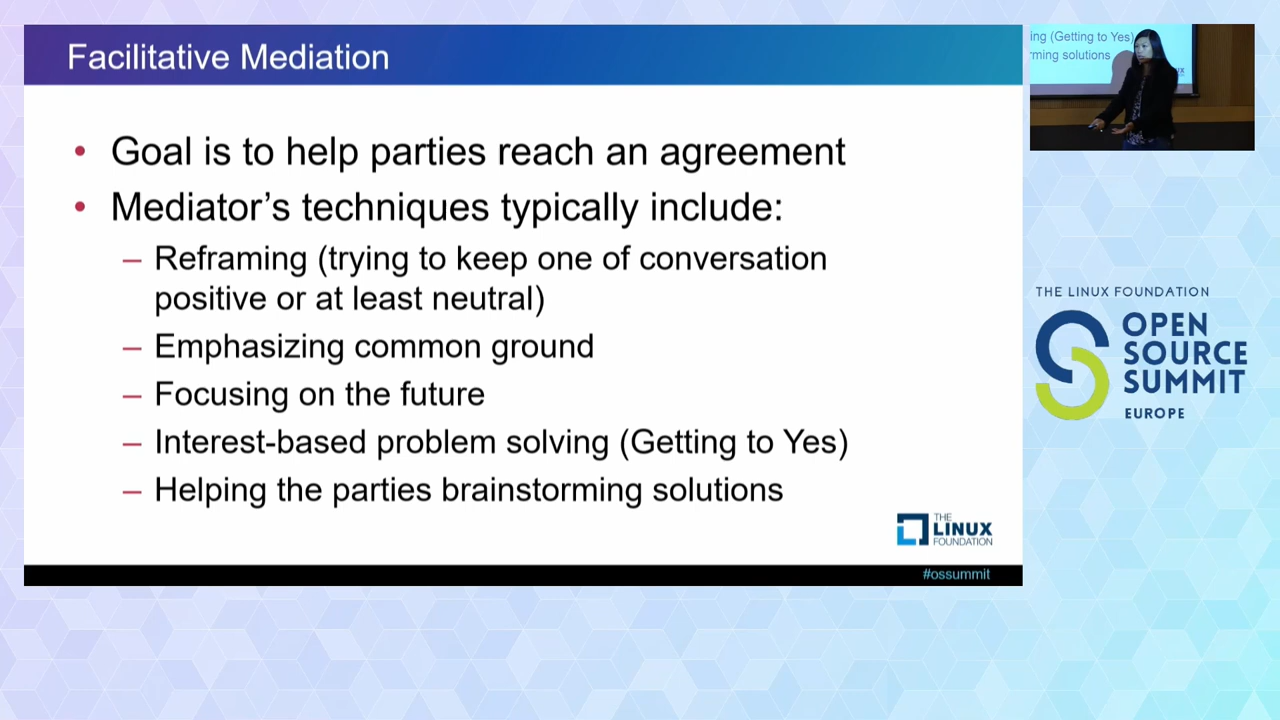 Facilitative Mediation
• Goal is to help parties reach an agreement
• Mediator's techniques typically include:
– Reframing (trying to keep one of conversation
positive or at least neutral)
– Emphasizing common ground
– Focusing on the future
– Interest-based problem solving (Getting to Yes)
– Helping the parties brainstorming solutions
THE
LINUX
FOUNDATION
#ossummit
ing (Getting to Yes)
rming solutions
UX
THE LINUX FOUNDATION
OPEN
SOURCE
SUMMIT
EUROPE